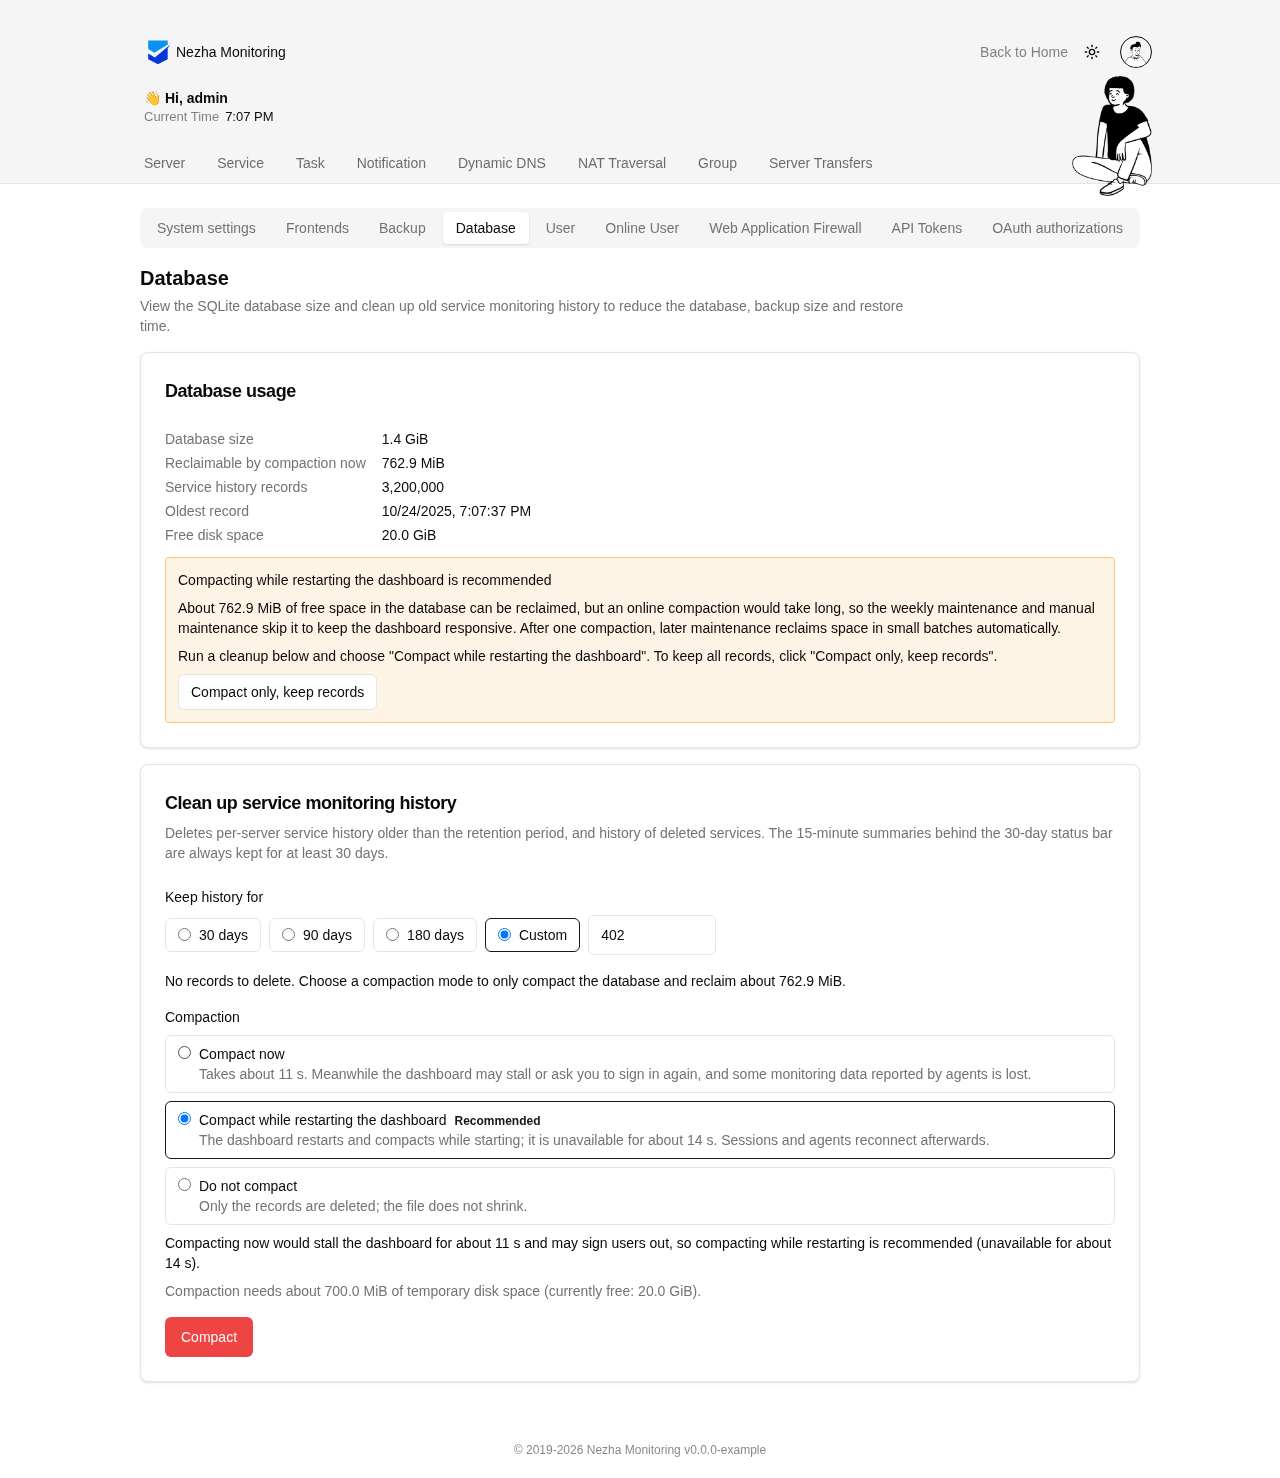 Nezha Monitoring
Back to Home
👋 Hi, admin
Current Time 7:07 PM
Server Service Task Notification Dynamic DNS NAT Traversal Group Server Transfers
System settings Frontends Backup Database User Online User Web Application Firewall API Tokens OAuth authorizations
Database
View the SQLite database size and clean up old service monitoring history to reduce the database, backup size and restore
time.
Database usage
Database size 1.4 GiB
Reclaimable by compaction now 762.9 MiB
Service history records 3,200,000
Oldest record 10/24/2025, 7:07:37 PM
Free disk space 20.0 GiB
Compacting while restarting the dashboard is recommended
About 762.9 MiB of free space in the database can be reclaimed, but an online compaction would take long, so the weekly maintenance and manual
maintenance skip it to keep the dashboard responsive. After one compaction, later maintenance reclaims space in small batches automatically.
Run a cleanup below and choose "Compact while restarting the dashboard". To keep all records, click "Compact only, keep records".
Compact only, keep records
Clean up service monitoring history
Deletes per-server service history older than the retention period, and history of deleted services. The 15-minute summaries behind the 30-day status bar
are always kept for at least 30 days.
Keep history for
30 days 90 days 180 days Custom 402
No records to delete. Choose a compaction mode to only compact the database and reclaim about 762.9 MiB.
Compaction
Compact now
Takes about 11 s. Meanwhile the dashboard may stall or ask you to sign in again, and some monitoring data reported by agents is lost.
Compact while restarting the dashboard Recommended
The dashboard restarts and compacts while starting; it is unavailable for about 14 s. Sessions and agents reconnect afterwards.
Do not compact
Only the records are deleted; the file does not shrink.
Compacting now would stall the dashboard for about 11 s and may sign users out, so compacting while restarting is recommended (unavailable for about
14 s).
Compaction needs about 700.0 MiB of temporary disk space (currently free: 20.0 GiB).
Compact
© 2019-2026 Nezha Monitoring v0.0.0-example